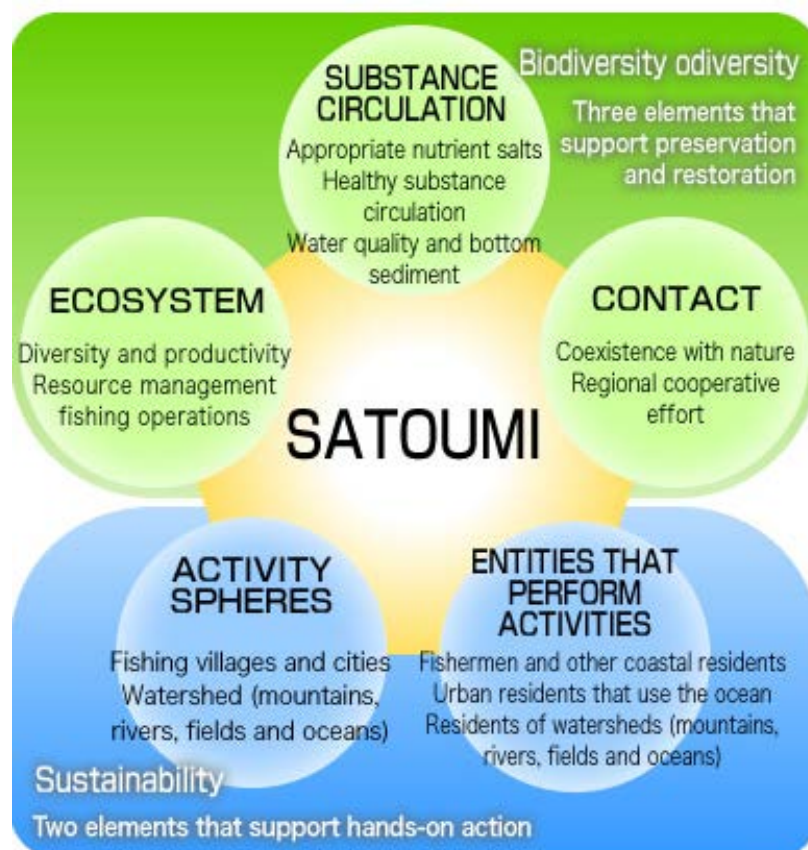 Biodiversity odiversity
Three elements that
support preservation
and restoration
SUBSTANCE
CIRCULATION
Appropriate nutrient salts
Healthy substance
circulation
Water quality and bottom
sediment
ECOSYSTEM
Diversity and productivity
Resource management
fishing operations
CONTACT
Coexistence with nature
Regional cooperative
effort
SATOUMI
ACTIVITY
SPHERES
Fishing villages and cities
Watershed (mountains,
rivers, fields and oceans)
ENTITIES THAT
PERFORM
ACTIVITIES
Fishermen and other coastal residents
Urban residents that use the ocean
Residents of watersheds (mountains,
rivers, fields and oceans)
Sustainability
Two elements that support hands-on action